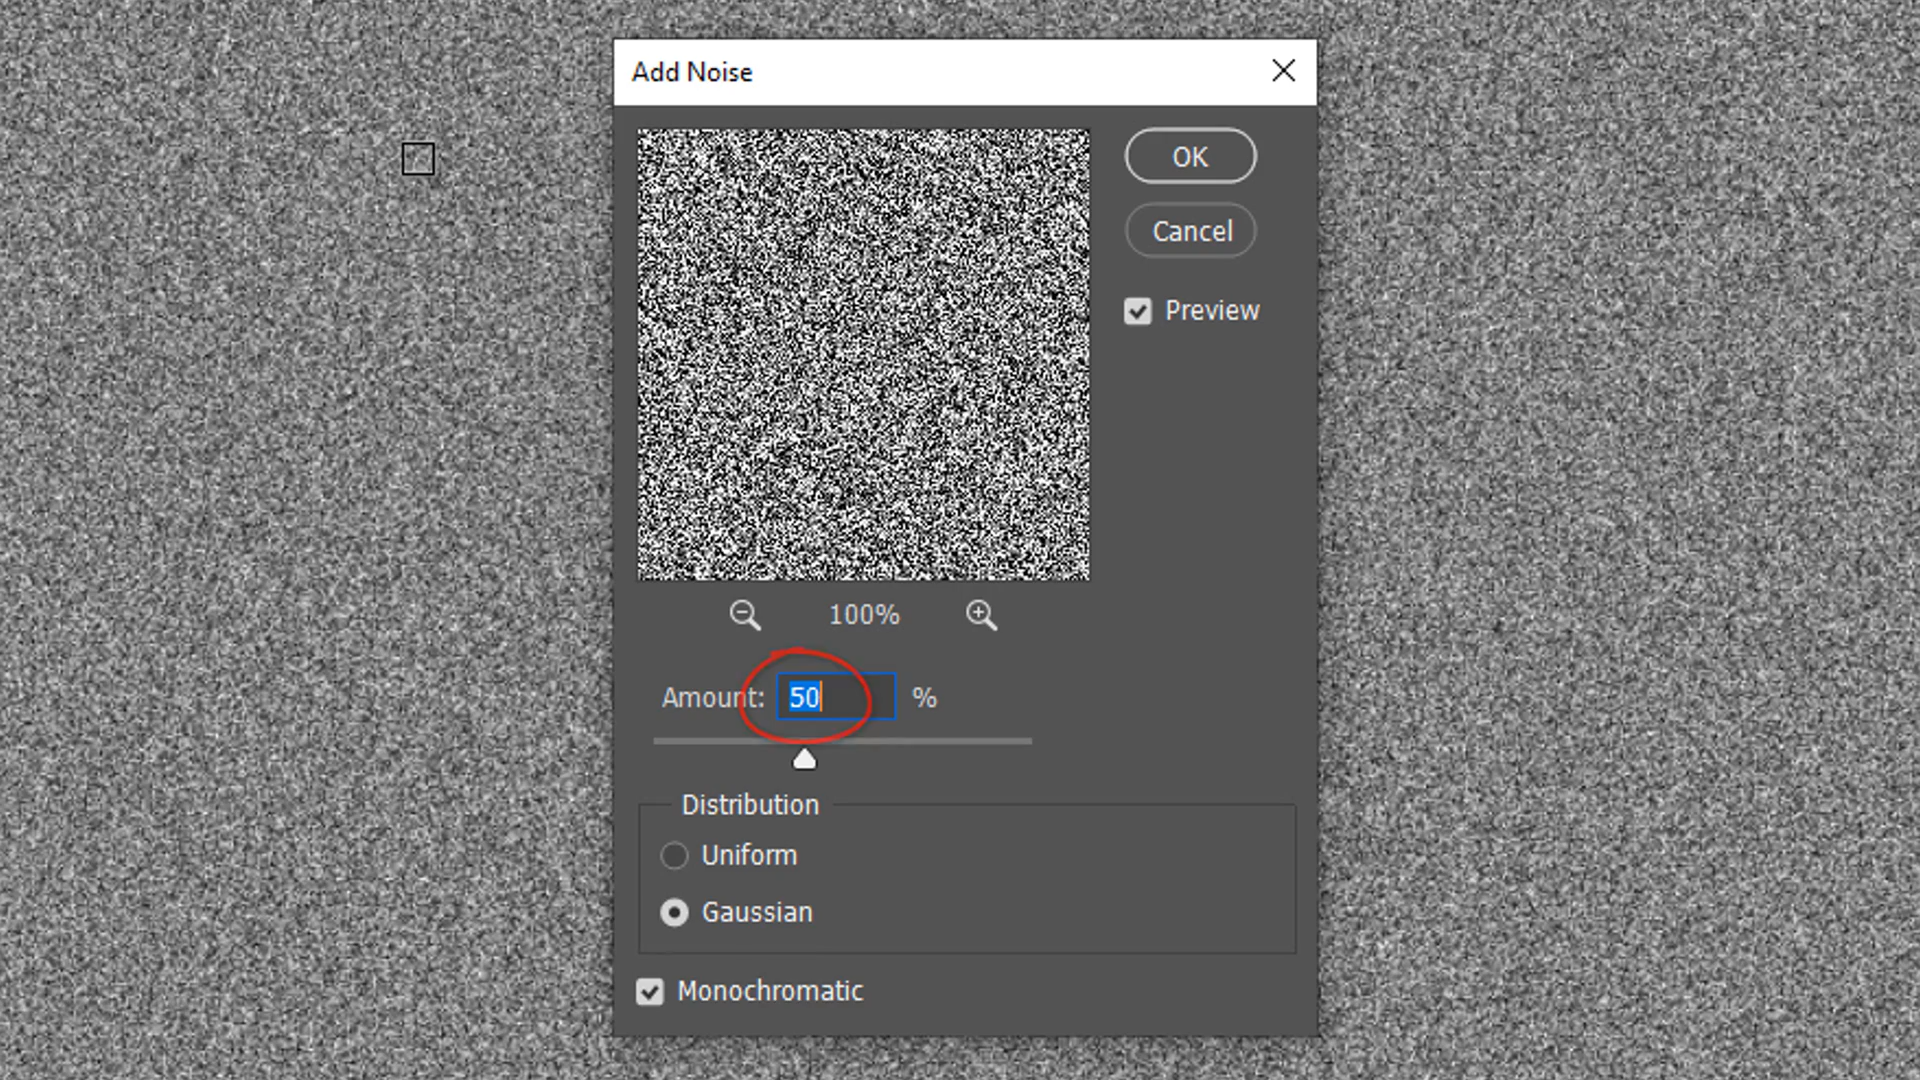 Add Noise
OK
Cancel
Preview
100%
Amount: 50 %
Distribution
Uniform
Gaussian
Monochromatic